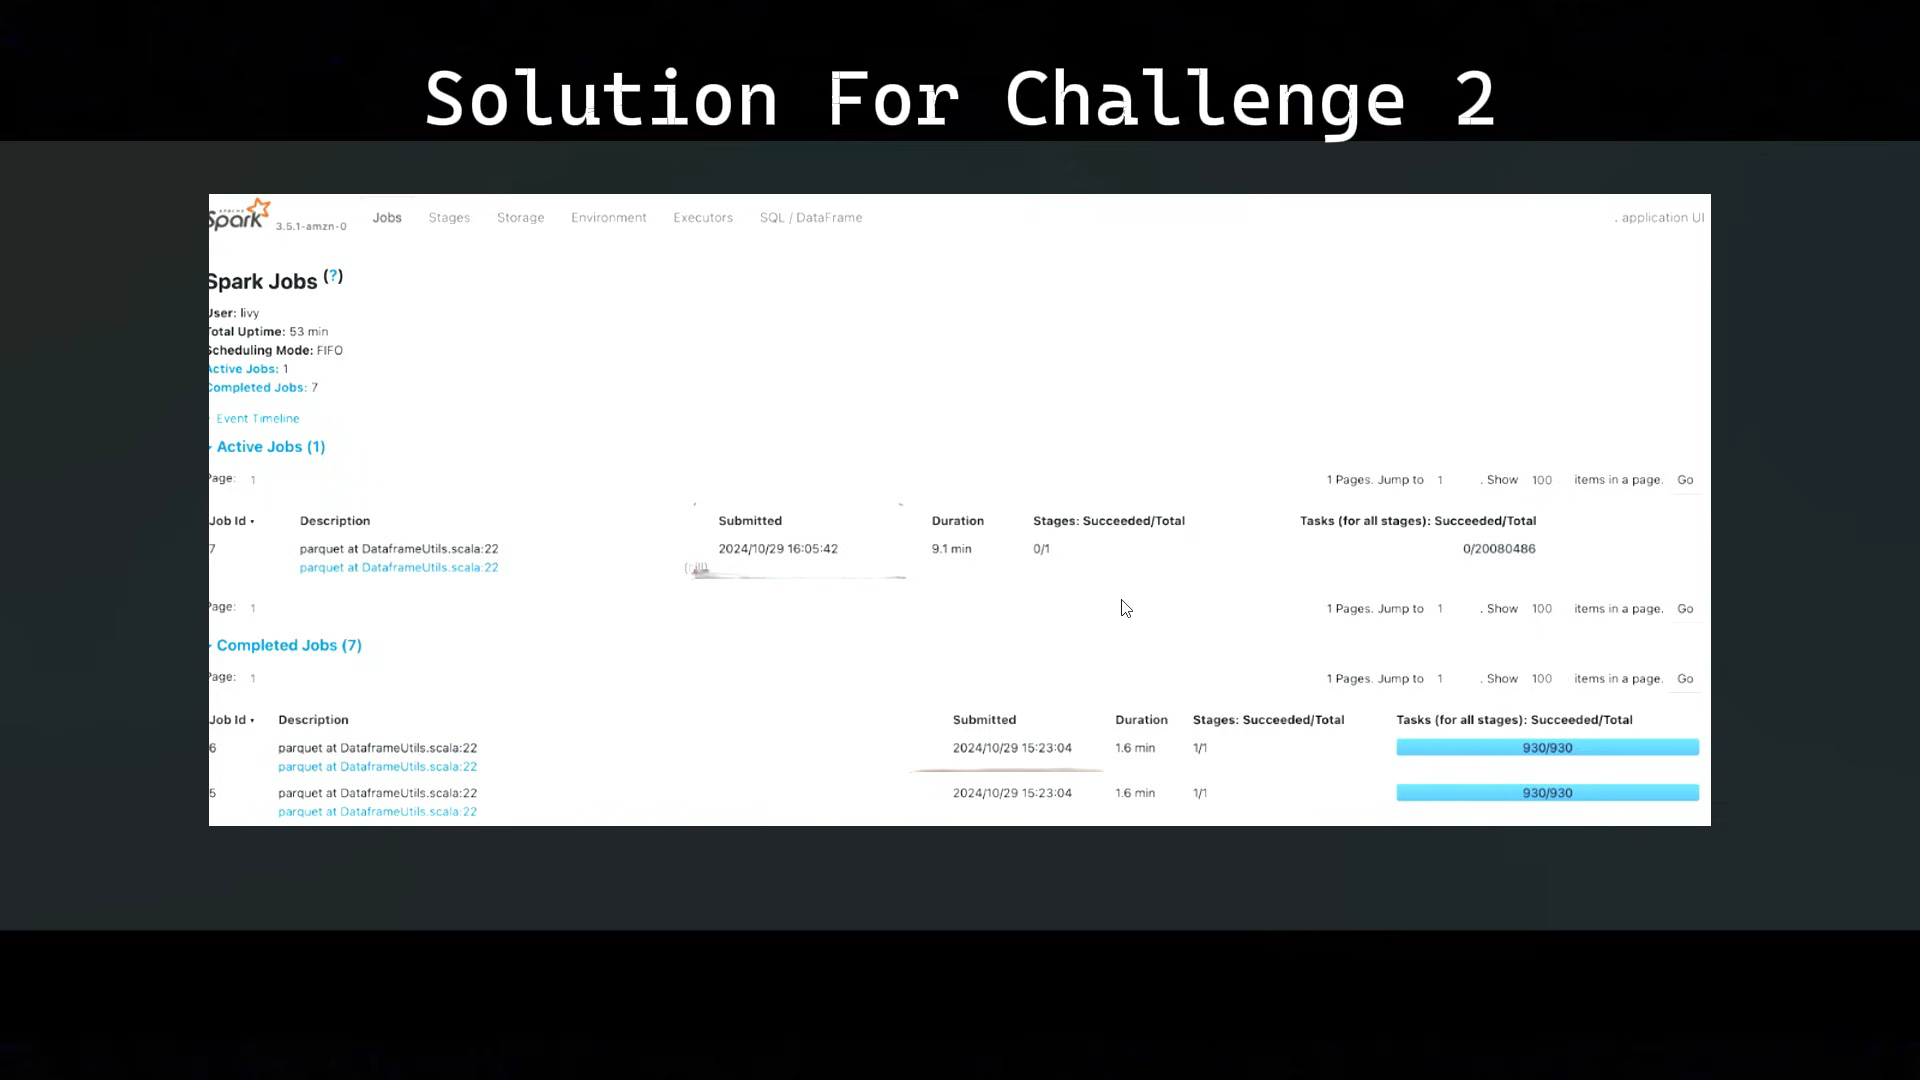 Solution For Challenge 2
APACHE Spark 3.5.1-amzn-0 Jobs Stages Storage Environment Executors SQL / DataFrame . application UI
Spark Jobs (?)
User: livy
Total Uptime: 53 min
Scheduling Mode: FIFO
Active Jobs: 1
Completed Jobs: 7
Event Timeline
Active Jobs (1)
Page: 1 1 Pages. Jump to 1 . Show 100 items in a page. Go
Job Id Description Submitted Duration Stages: Succeeded/Total Tasks (for all stages): Succeeded/Total
7 parquet at DataframeUtils.scala:22 2024/10/29 16:05:42 9.1 min 0/1 0/20080486
parquet at DataframeUtils.scala:22 (kill)
Page: 1 1 Pages. Jump to 1 . Show 100 items in a page. Go
Completed Jobs (7)
Page: 1 1 Pages. Jump to 1 . Show 100 items in a page. Go
Job Id Description Submitted Duration Stages: Succeeded/Total Tasks (for all stages): Succeeded/Total
6 parquet at DataframeUtils.scala:22 2024/10/29 15:23:04 1.6 min 1/1 930/930
parquet at DataframeUtils.scala:22
5 parquet at DataframeUtils.scala:22 2024/10/29 15:23:04 1.6 min 1/1 930/930
parquet at DataframeUtils.scala:22